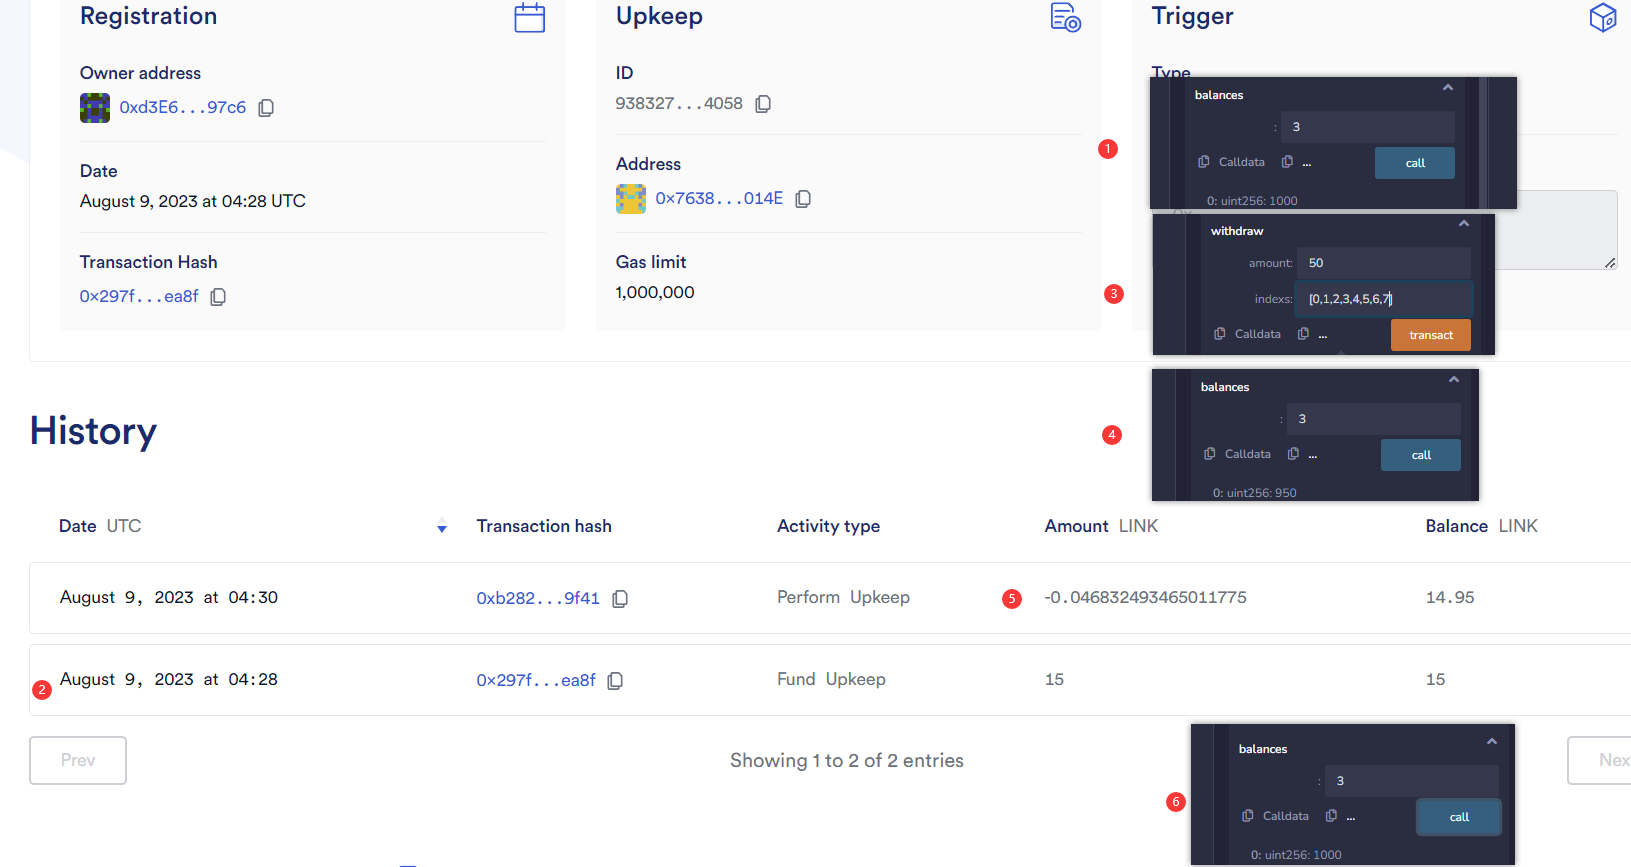 Registration
Upkeep
Trigger
Owner address
ID
Type
0xd3E6...97c6
938327...4058
Date
August 9, 2023 at 04:28 UTC
Address
0x7638...014E
Transaction Hash
0x297f...ea8f
Gas limit
1,000,000
1
balances
: 3
Calldata ... call
0: uint256: 1000
3
withdraw
amount: 50
indexs: [0,1,2,3,4,5,6,7]
Calldata ... transact
4
balances
: 3
Calldata ... call
0: uint256: 950
History
Date UTC Transaction hash Activity type Amount LINK Balance LINK
August 9, 2023 at 04:30 0xb282...9f41 Perform Upkeep 5 -0.046832493465011775 14.95
2 August 9, 2023 at 04:28 0x297f...ea8f Fund Upkeep 15 15
Prev Showing 1 to 2 of 2 entries Nex
6
balances
: 3
Calldata ... call
0: uint256: 1000